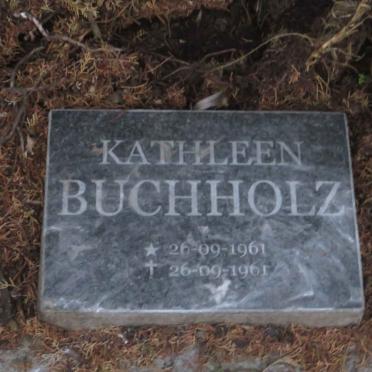 KATHLEEN
BUCHHOLZ
★ 26-09-1961
✝ 26-09-1961